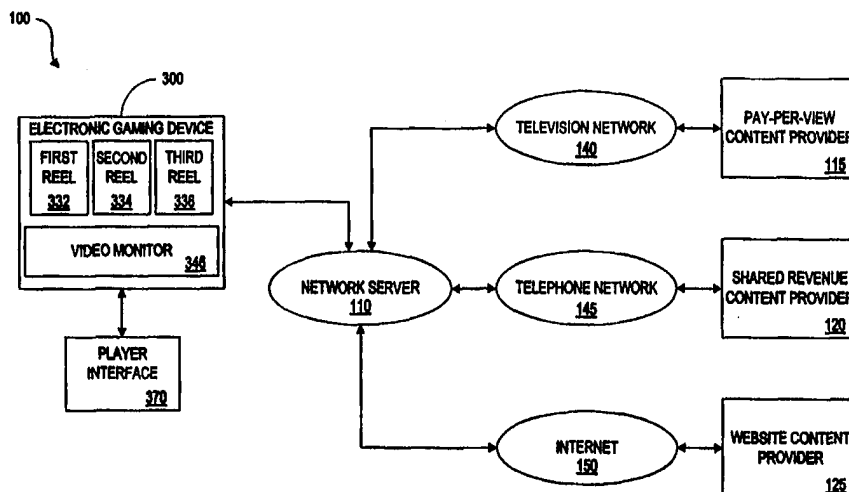 100
300
ELECTRONIC GAMING DEVICE
FIRST REEL 332
SECOND REEL 334
THIRD REEL 336
VIDEO MONITOR 346
PLAYER INTERFACE 370
NETWORK SERVER 110
TELEVISION NETWORK 140
TELEPHONE NETWORK 145
INTERNET 150
PAY-PER-VIEW CONTENT PROVIDER 115
SHARED REVENUE CONTENT PROVIDER 120
WEBSITE CONTENT PROVIDER 125